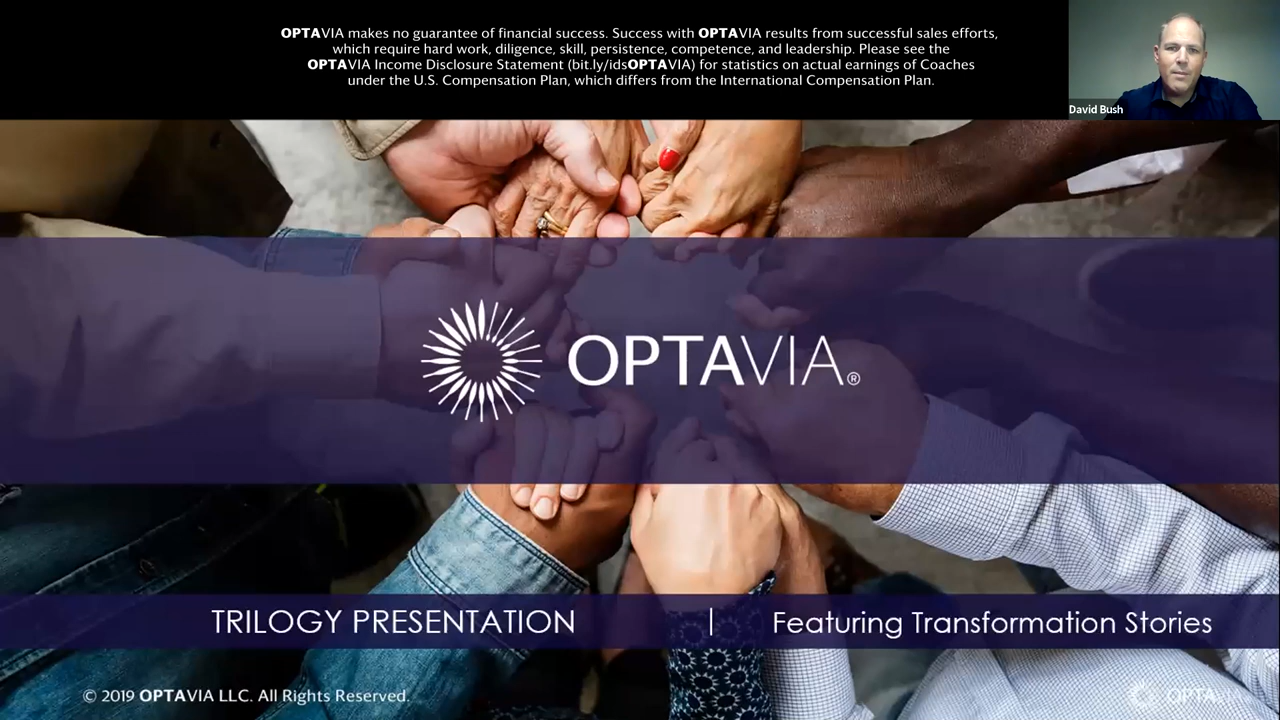 OPTAVIA makes no guarantee of financial success. Success with OPTAVIA results from successful sales efforts,
which require hard work, diligence, skill, persistence, competence, and leadership. Please see the
OPTAVIA Income Disclosure Statement (bit.ly/idsOPTAVIA) for statistics on actual earnings of Coaches
under the U.S. Compensation Plan, which differs from the International Compensation Plan.
David Bush
OPTAVIA®
TRILOGY PRESENTATION | Featuring Transformation Stories
© 2019 OPTAVIA LLC. All Rights Reserved.
OPTA